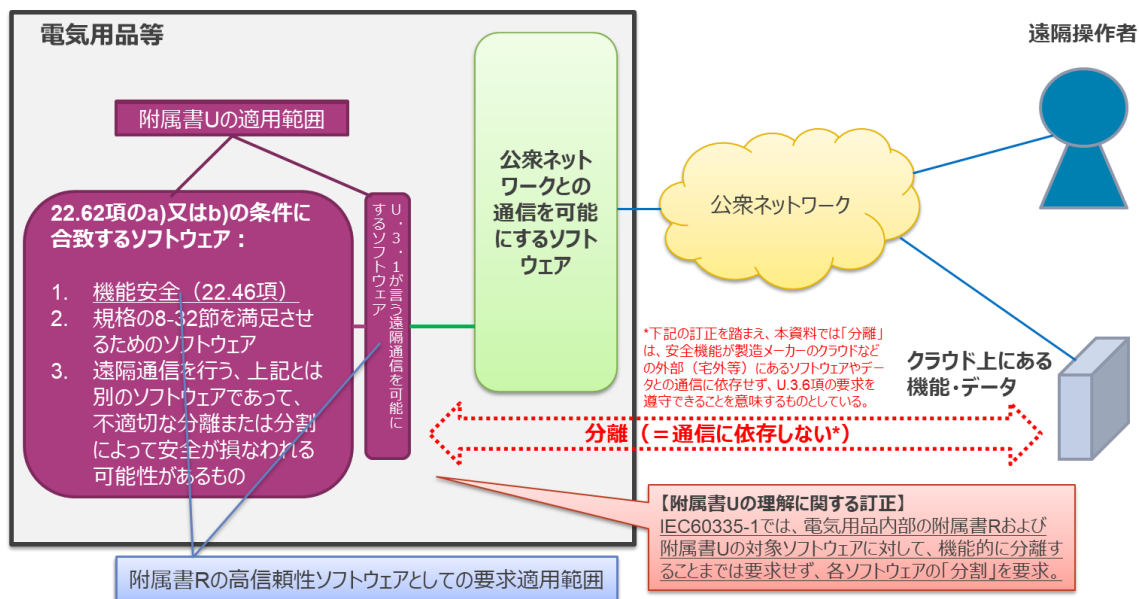 電気用品等
遠隔操作者
附属書Uの適用範囲
公衆ネット
ワークとの
通信を可能
にするソフト
ウェア
公衆ネットワーク
22.62項のa)又はb)の条件に
合致するソフトウェア：
1. 機能安全（22.46項）
2. 規格の8-32節を満足させ
るためのソフトウェア
3. 遠隔通信を行う、上記とは
別のソフトウェアであって、
不適切な分離または分割
によって安全が損なわれる
可能性があるもの
U．3．1が言う遠隔通信を可能に
するソフトウェア
*下記の訂正を踏まえ、本資料では「分離」
は、安全機能が製造メーカーのクラウドなど
の外部（宅外等）にあるソフトウェアやデー
タとの通信に依存せず、U.3.6項の要求を
遵守できることを意味するものとしている。
クラウド上にある
機能・データ
分離（＝通信に依存しない*）
【附属書Uの理解に関する訂正】
IEC60335-1では、電気用品内部の附属書Rおよび
附属書Uの対象ソフトウェアに対して、機能的に分離す
ることまでは要求せず、各ソフトウェアの「分割」を要求。
附属書Rの高信頼性ソフトウェアとしての要求適用範囲